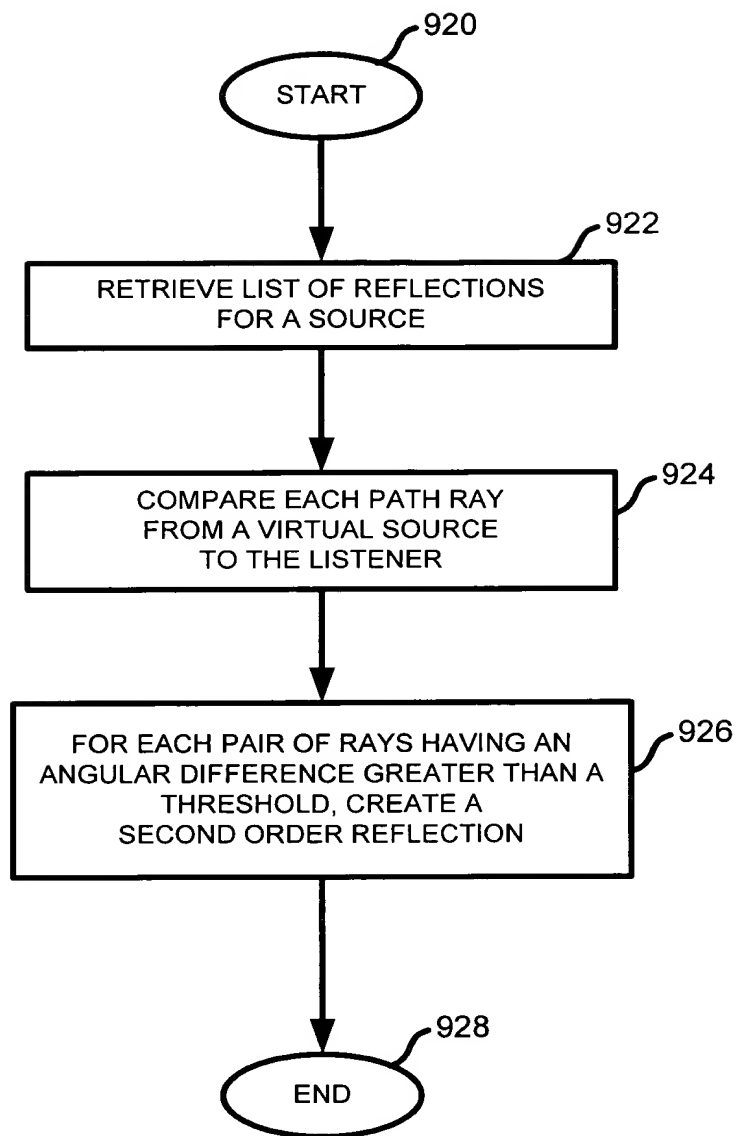 920
START
922
RETRIEVE LIST OF REFLECTIONS
FOR A SOURCE
924
COMPARE EACH PATH RAY
FROM A VIRTUAL SOURCE
TO THE LISTENER
926
FOR EACH PAIR OF RAYS HAVING AN
ANGULAR DIFFERENCE GREATER THAN A
THRESHOLD, CREATE A
SECOND ORDER REFLECTION
928
END